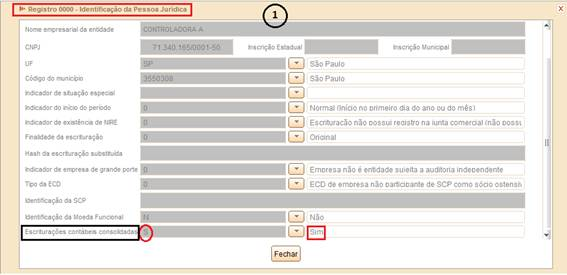 Registro 0000 - Identificação da Pessoa Jurídica
1
Nome empresarial da entidade CONTROLADORA A
CNPJ 71.340.165/0001-50 Inscrição Estadual Inscrição Municipal
UF SP São Paulo
Código do município 3550308 São Paulo
Indicador de situação especial
Indicador do início do período 0 Normal (Início no primeiro dia do ano ou do mês)
Indicador de existência de NIRE 0 Escrituração não possui registro na junta comercial (não possu
Finalidade da escrituração 0 Original
Hash da escrituração substituída
Indicador de empresa de grande porte 0 Empresa não é entidade sujeita a auditoria independente
Tipo da ECD 0 ECD de empresa não participante de SCP como sócio ostensiv
Identificação da SCP
Identificação da Moeda Funcional N Não
Escriturações contábeis consolidadas S Sim
Fechar